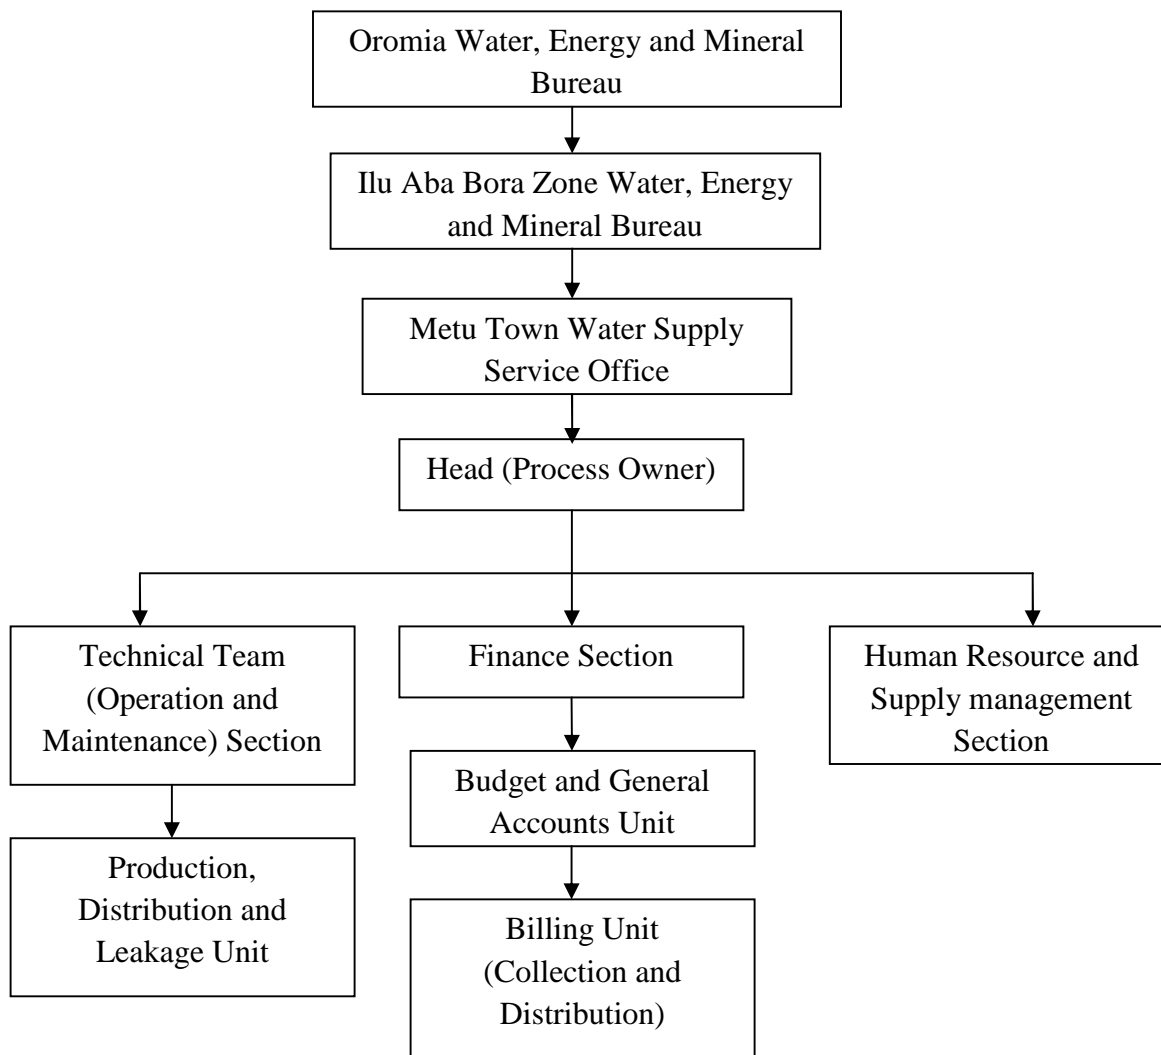 Oromia Water, Energy and Mineral
Bureau
Ilu Aba Bora Zone Water, Energy
and Mineral Bureau
Metu Town Water Supply
Service Office
Head (Process Owner)
Technical Team
(Operation and
Maintenance) Section
Finance Section
Human Resource and
Supply management
Section
Budget and General
Accounts Unit
Production,
Distribution and
Leakage Unit
Billing Unit
(Collection and
Distribution)